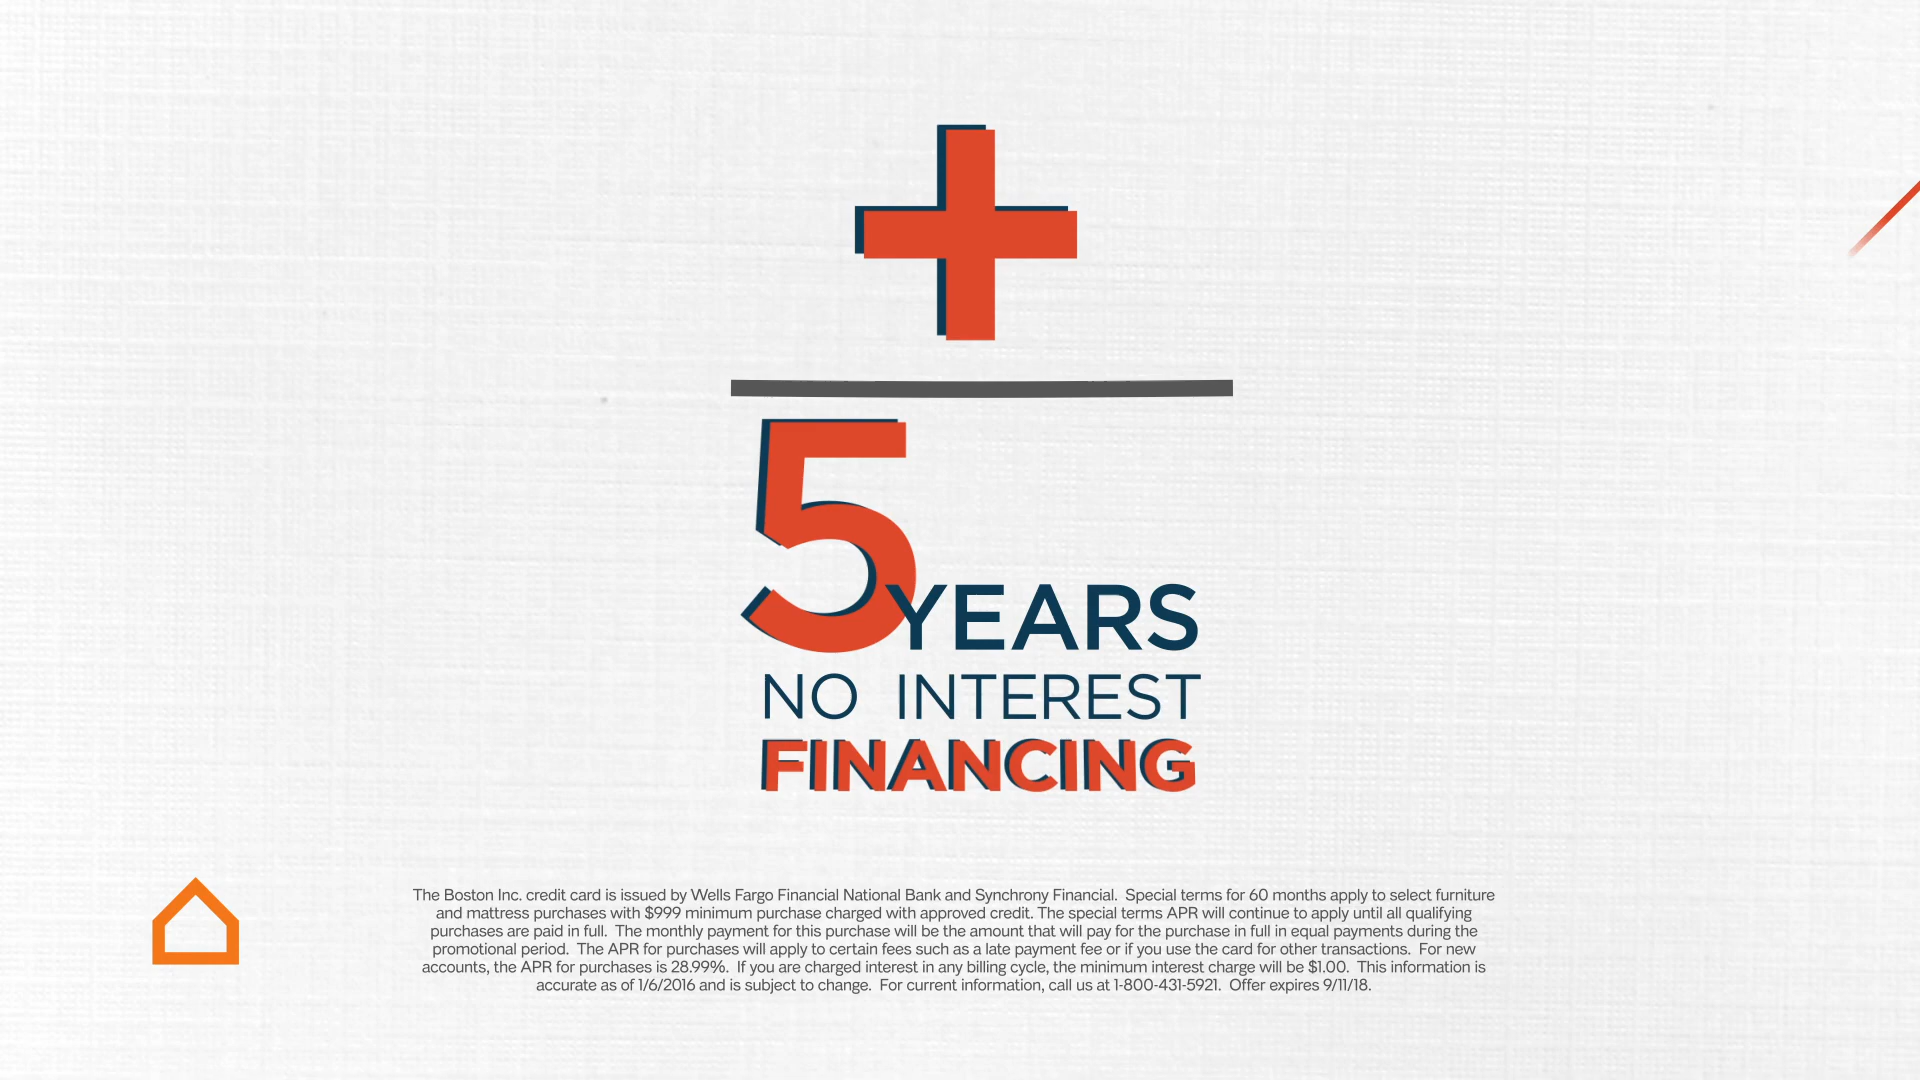 +
5 YEARS
NO INTEREST
FINANCING
The Boston Inc. credit card is issued by Wells Fargo Financial National Bank and Synchrony Financial. Special terms for 60 months apply to select furniture
and mattress purchases with $999 minimum purchase charged with approved credit. The special terms APR will continue to apply until all qualifying
purchases are paid in full. The monthly payment for this purchase will be the amount that will pay for the purchase in full in equal payments during the
promotional period. The APR for purchases will apply to certain fees such as a late payment fee or if you use the card for other transactions. For new
accounts, the APR for purchases is 28.99%. If you are charged interest in any billing cycle, the minimum interest charge will be $1.00. This information is
accurate as of 1/6/2016 and is subject to change. For current information, call us at 1-800-431-5921. Offer expires 9/11/18.